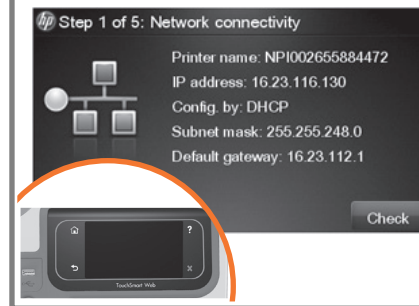 hp Step 1 of 5: Network connectivity
Printer name: NPI002655884472
IP address: 16.23.116.130
Config. by: DHCP
Subnet mask: 255.255.248.0
Default gateway: 16.23.112.1
Check
?
X
TouchSmart Web